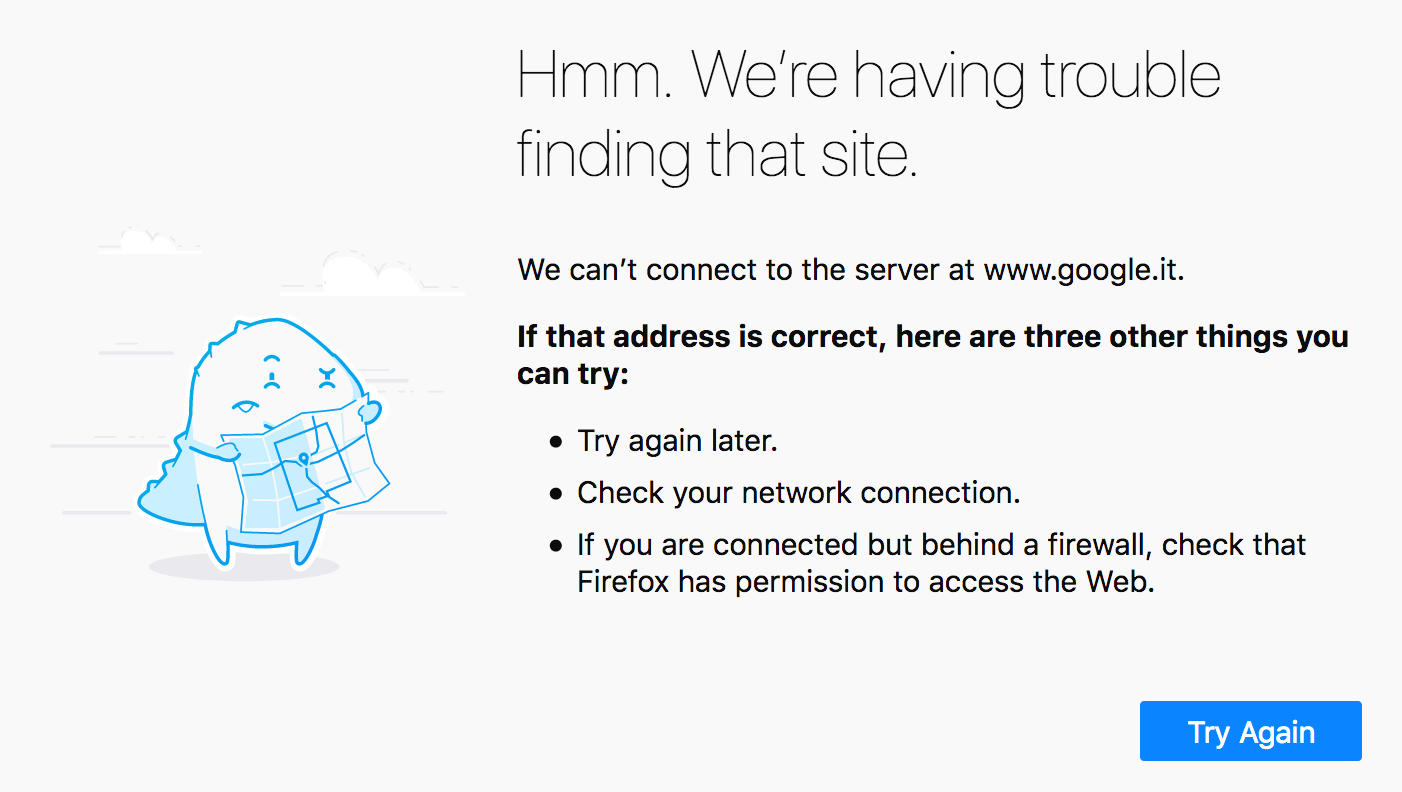 Hmm. We’re having trouble
finding that site.
We can’t connect to the server at www.google.it.
If that address is correct, here are three other things you
can try:
• Try again later.
• Check your network connection.
• If you are connected but behind a firewall, check that
Firefox has permission to access the Web.
Try Again